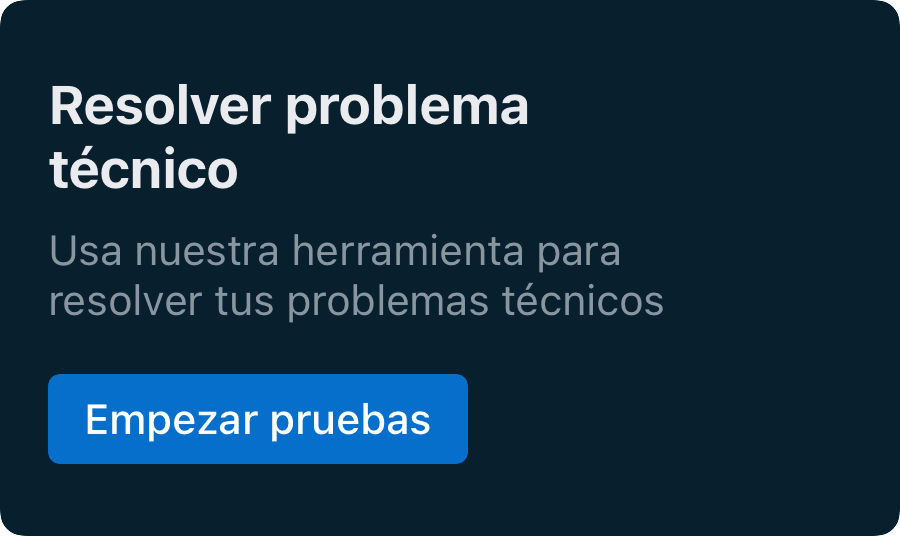 Resolver problema
técnico
Usa nuestra herramienta para
resolver tus problemas técnicos
Empezar pruebas